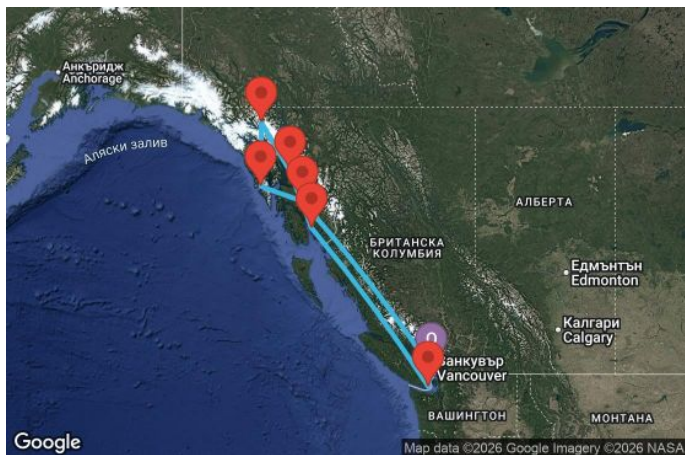 Анкъридж
Anchorage
Аляски залив
АЛБЕРТА
БРИТАНСКА
КОЛУМБИЯ
Едмънтън
Edmonton
Калгари
Calgary
анкувър
Vancouver
ВАШИНГТОН
МОНТАНА
Google
Map data ©2026 Google Imagery ©2026 NASA